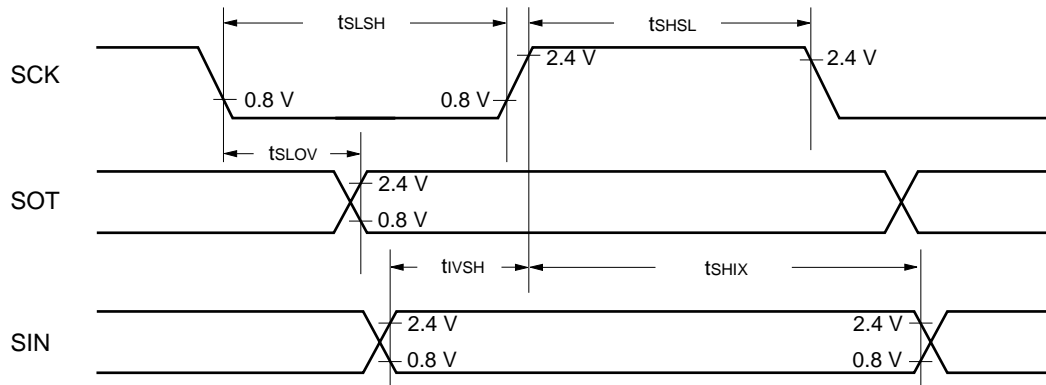 tSLSH
tSHSL
SCK
2.4 V
2.4 V
0.8 V
0.8 V
tSLOV
SOT
2.4 V
0.8 V
tIVSH
tSHIX
SIN
2.4 V
2.4 V
0.8 V
0.8 V